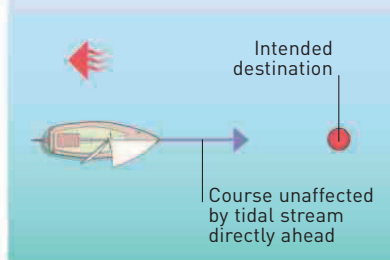 Intended
destination
Course unaffected
by tidal stream
directly ahead